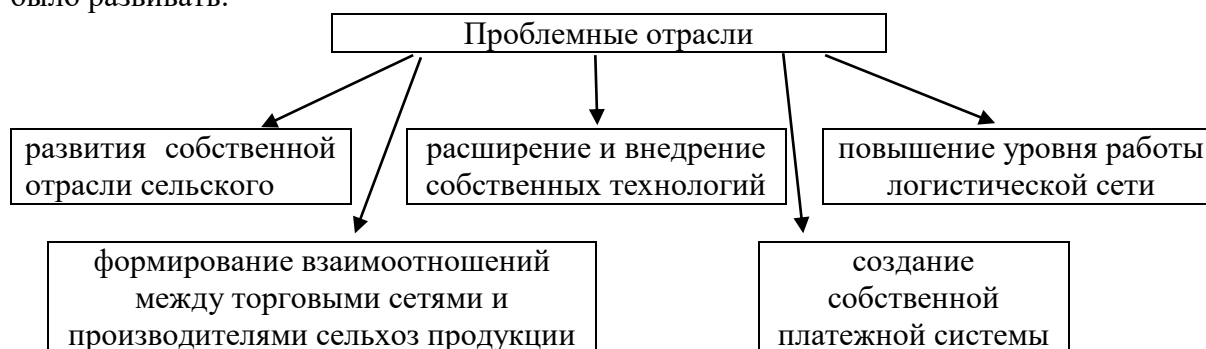 было развивать:
Проблемные отрасли
развития собственной
отрасли сельского
расширение и внедрение
собственных технологий
повышение уровня работы
логистической сети
формирование взаимоотношений
между торговыми сетями и
производителями сельхоз продукции
создание
собственной
платежной системы